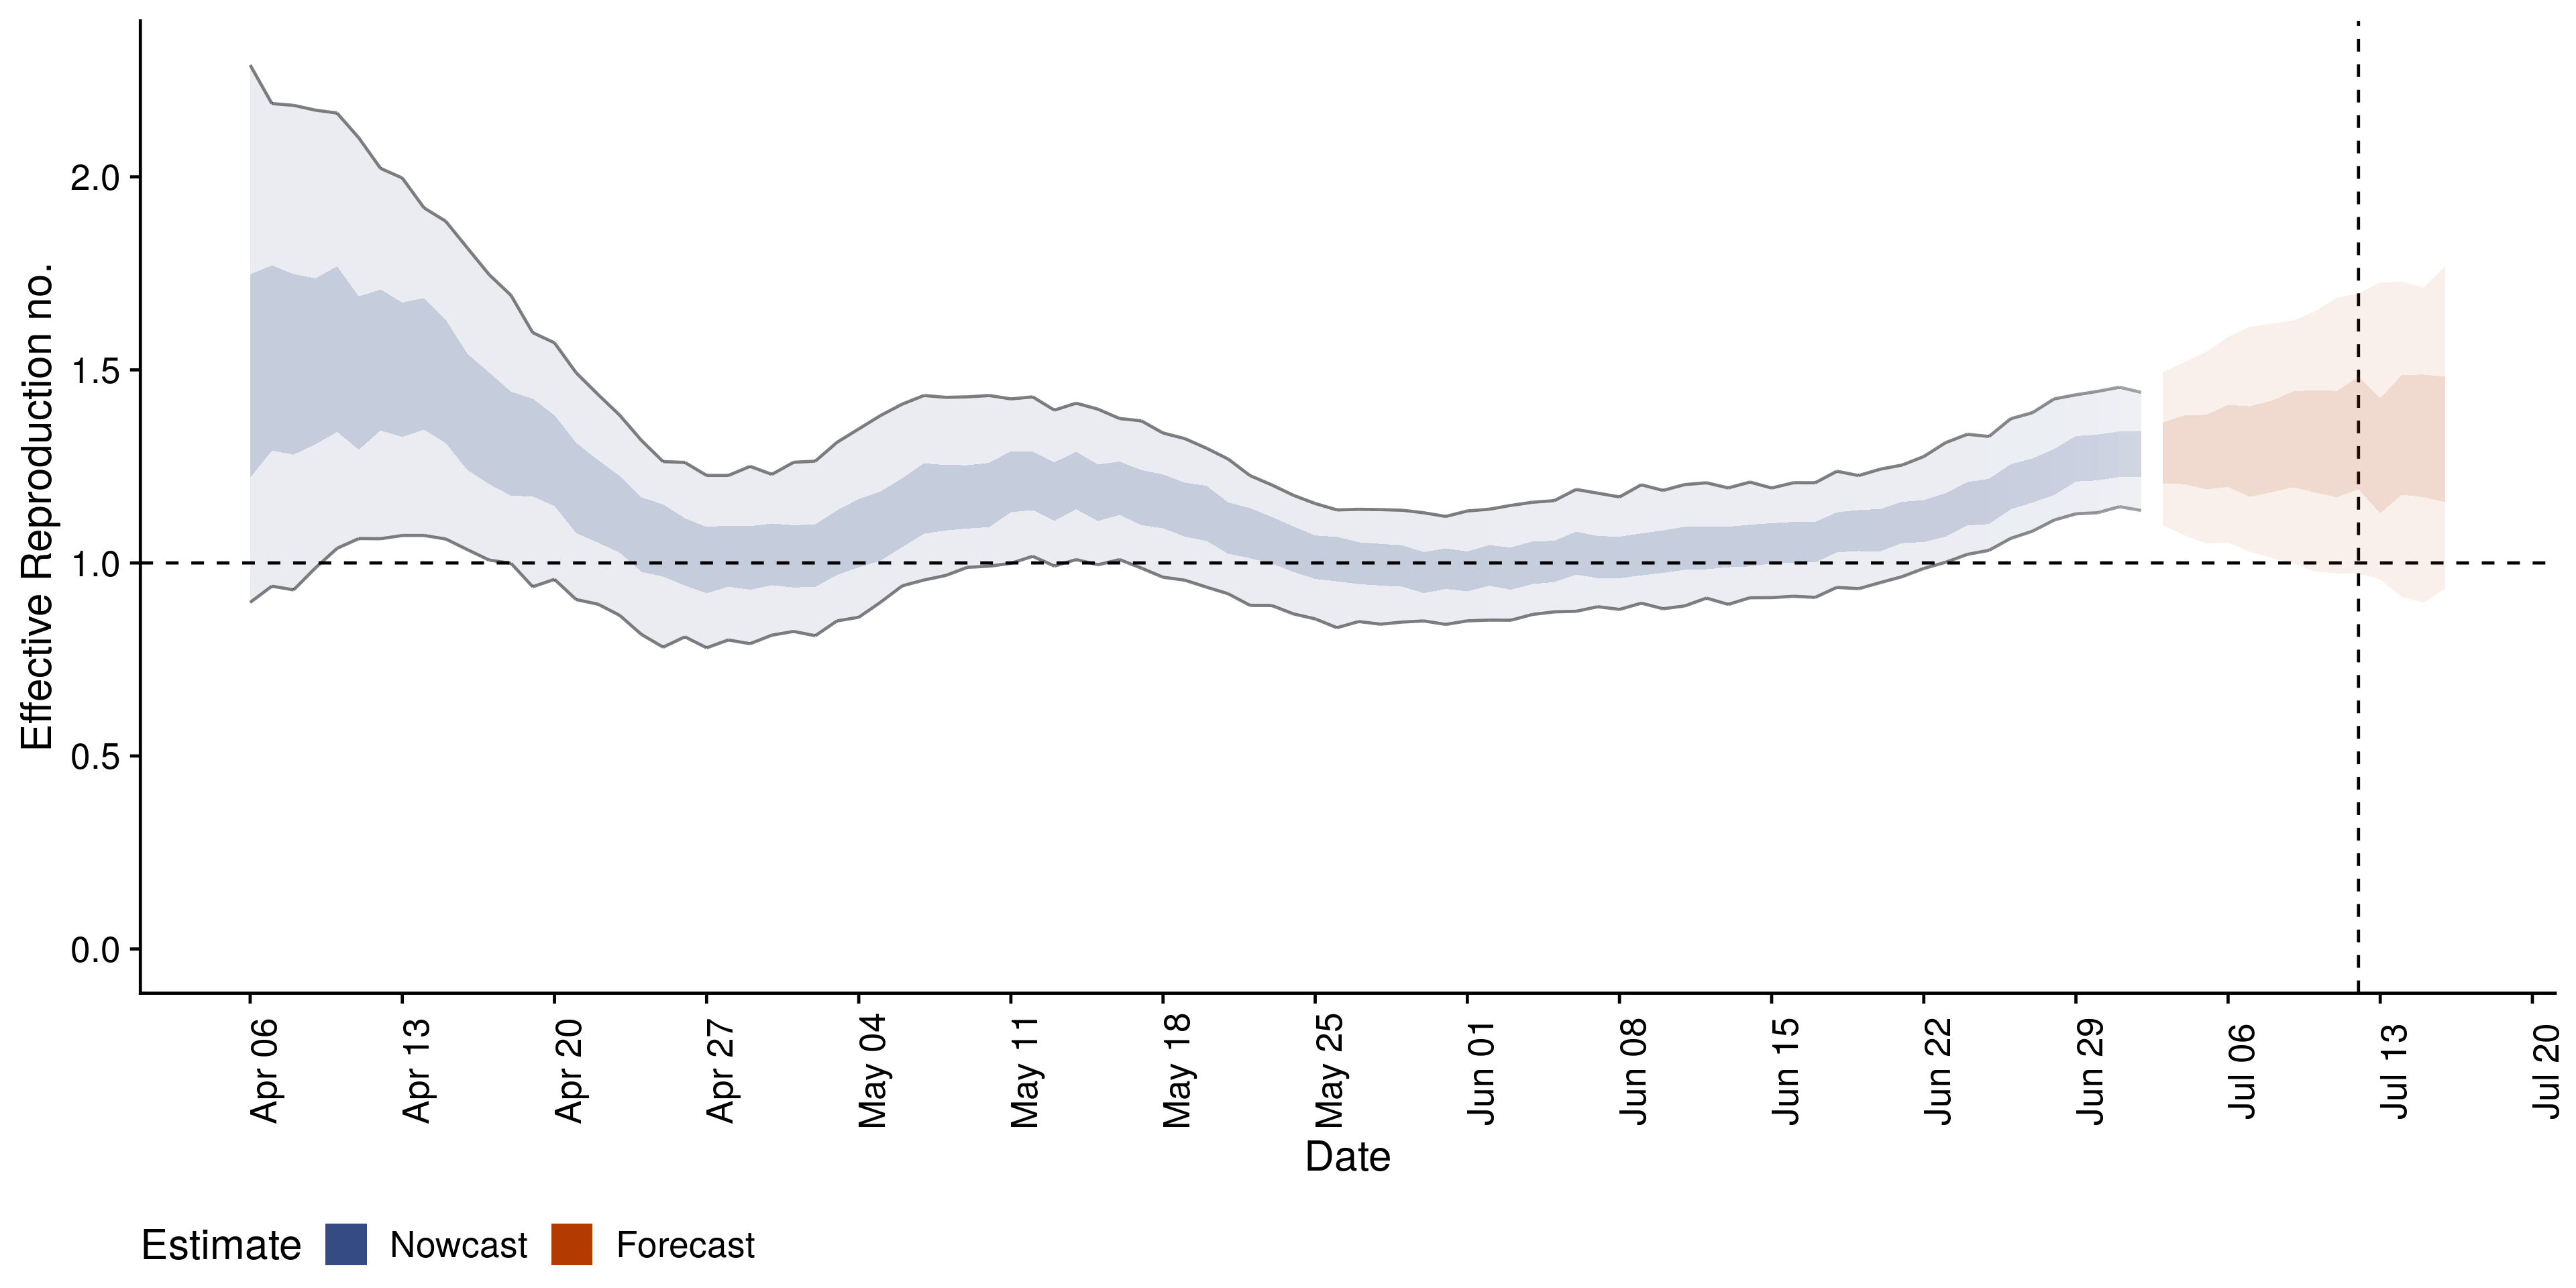 Effective Reproduction no.
2.0
1.5
1.0
0.5
0.0
Apr 06
Apr 13
Apr 20
Apr 27
May 04
May 11
May 18
May 25
Jun 01
Jun 08
Jun 15
Jun 22
Jun 29
Jul 06
Jul 13
Jul 20
Date
Estimate Nowcast Forecast